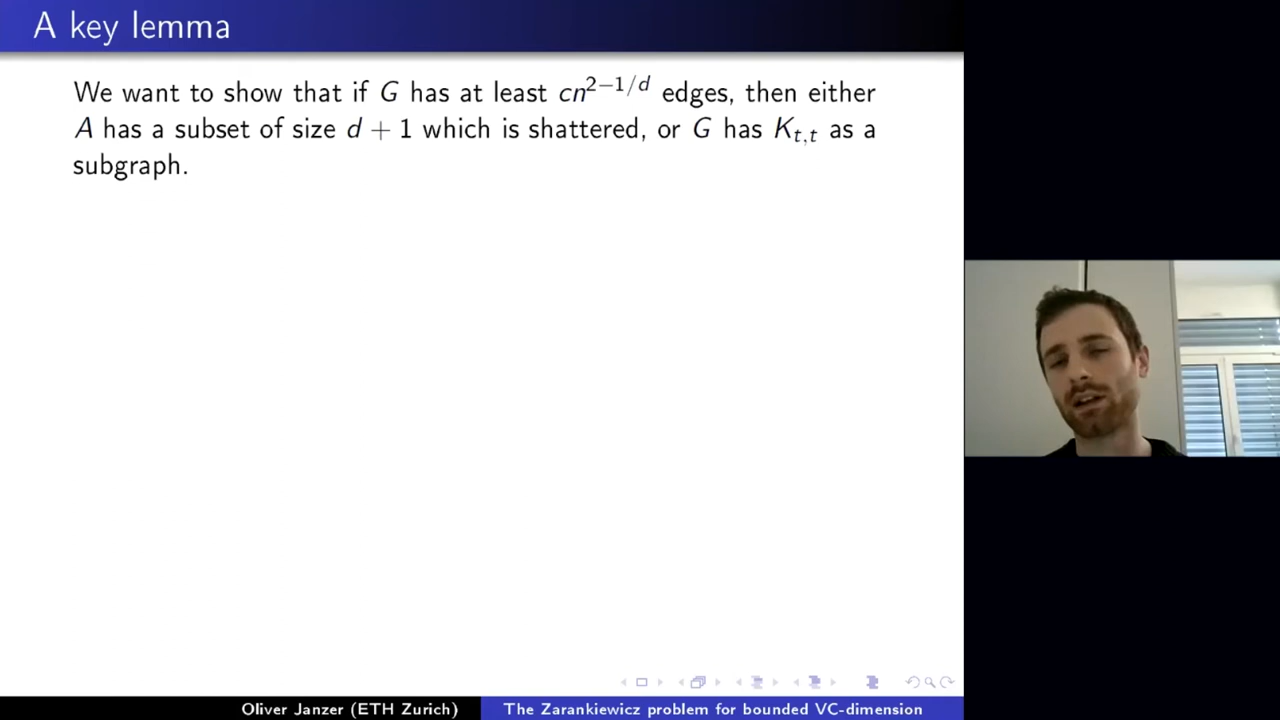 A key lemma
We want to show that if G has at least cn^{2−1/d} edges, then either
A has a subset of size d + 1 which is shattered, or G has K_{t,t} as a
subgraph.
Oliver Janzer (ETH Zurich) The Zarankiewicz problem for bounded VC-dimension